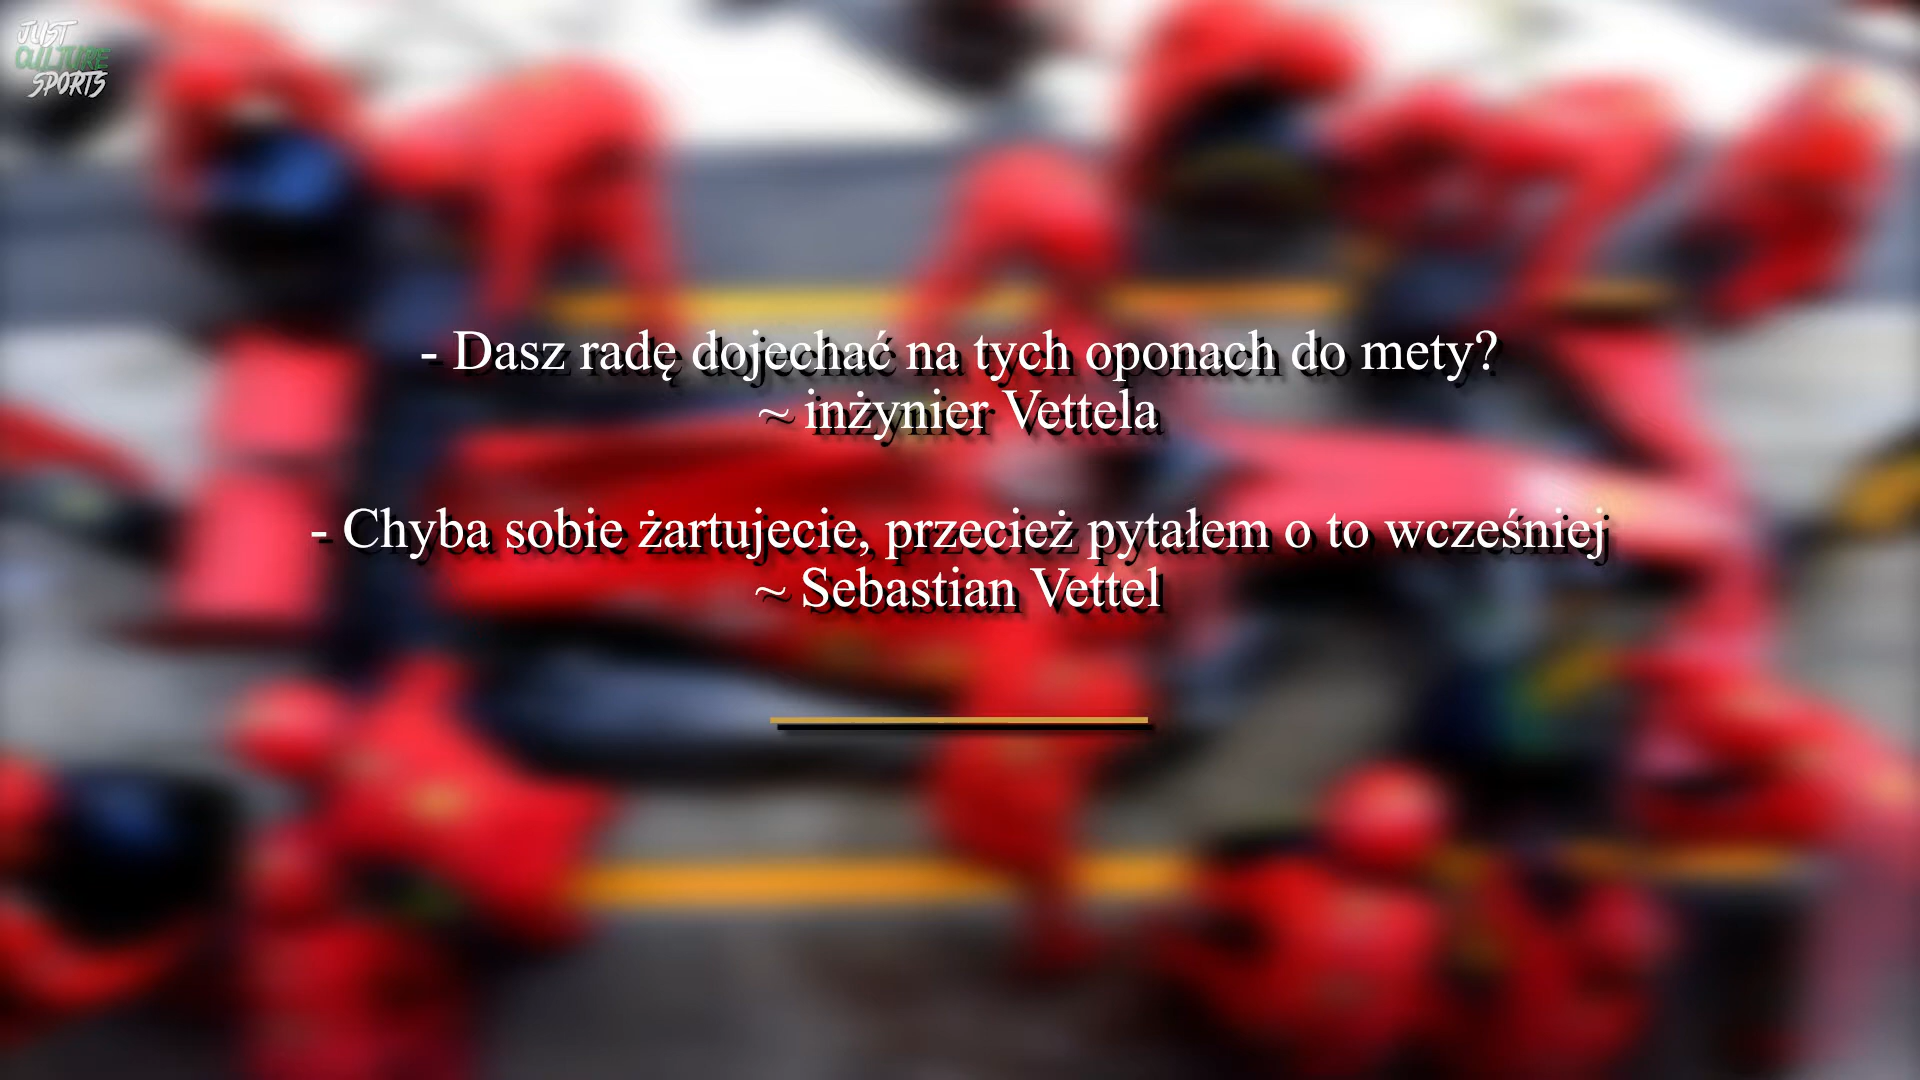 JUST
CULTURE
SPORTS
- Dasz radę dojechać na tych oponach do mety?
~ inżynier Vettela
- Chyba sobie żartujecie, przecież pytałem o to wcześniej
~ Sebastian Vettel